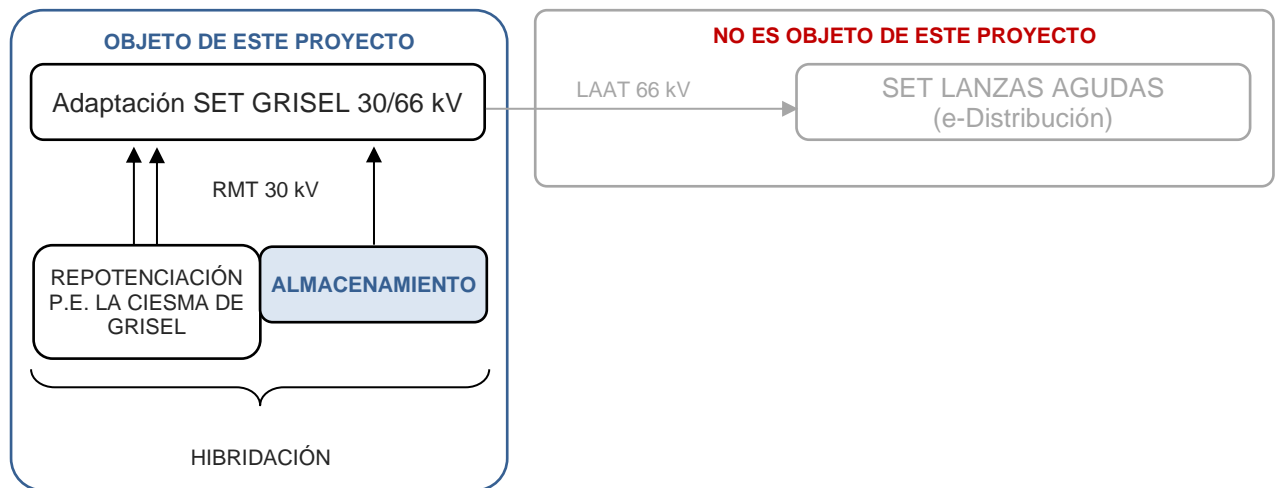 OBJETO DE ESTE PROYECTO
Adaptación SET GRISEL 30/66 kV
RMT 30 kV
REPOTENCIACIÓN
P.E. LA CIESMA DE
GRISEL
ALMACENAMIENTO
HIBRIDACIÓN
NO ES OBJETO DE ESTE PROYECTO
LAAT 66 kV
SET LANZAS AGUDAS
(e-Distribución)